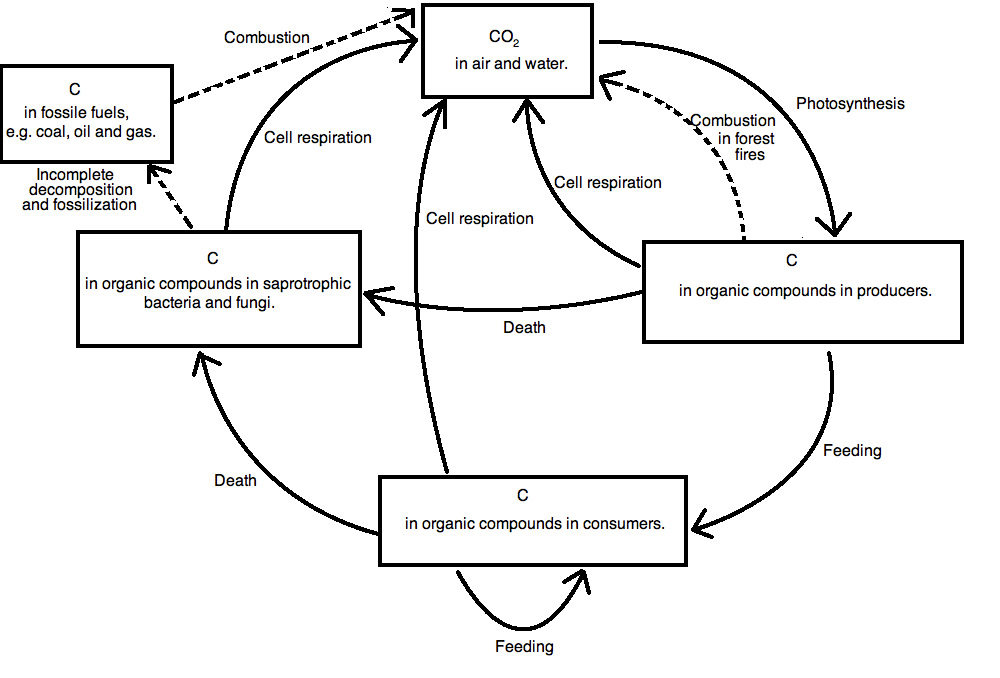 Combustion
CO2
in air and water.
C
in fossile fuels,
e.g. coal, oil and gas.
Photosynthesis
Combustion
in forest
fires
Cell respiration
Incomplete
decomposition
and fossilization
Cell respiration
Cell respiration
C
in organic compounds in saprotrophic
bacteria and fungi.
C
in organic compounds in producers.
Death
Feeding
Death
C
in organic compounds in consumers.
Feeding